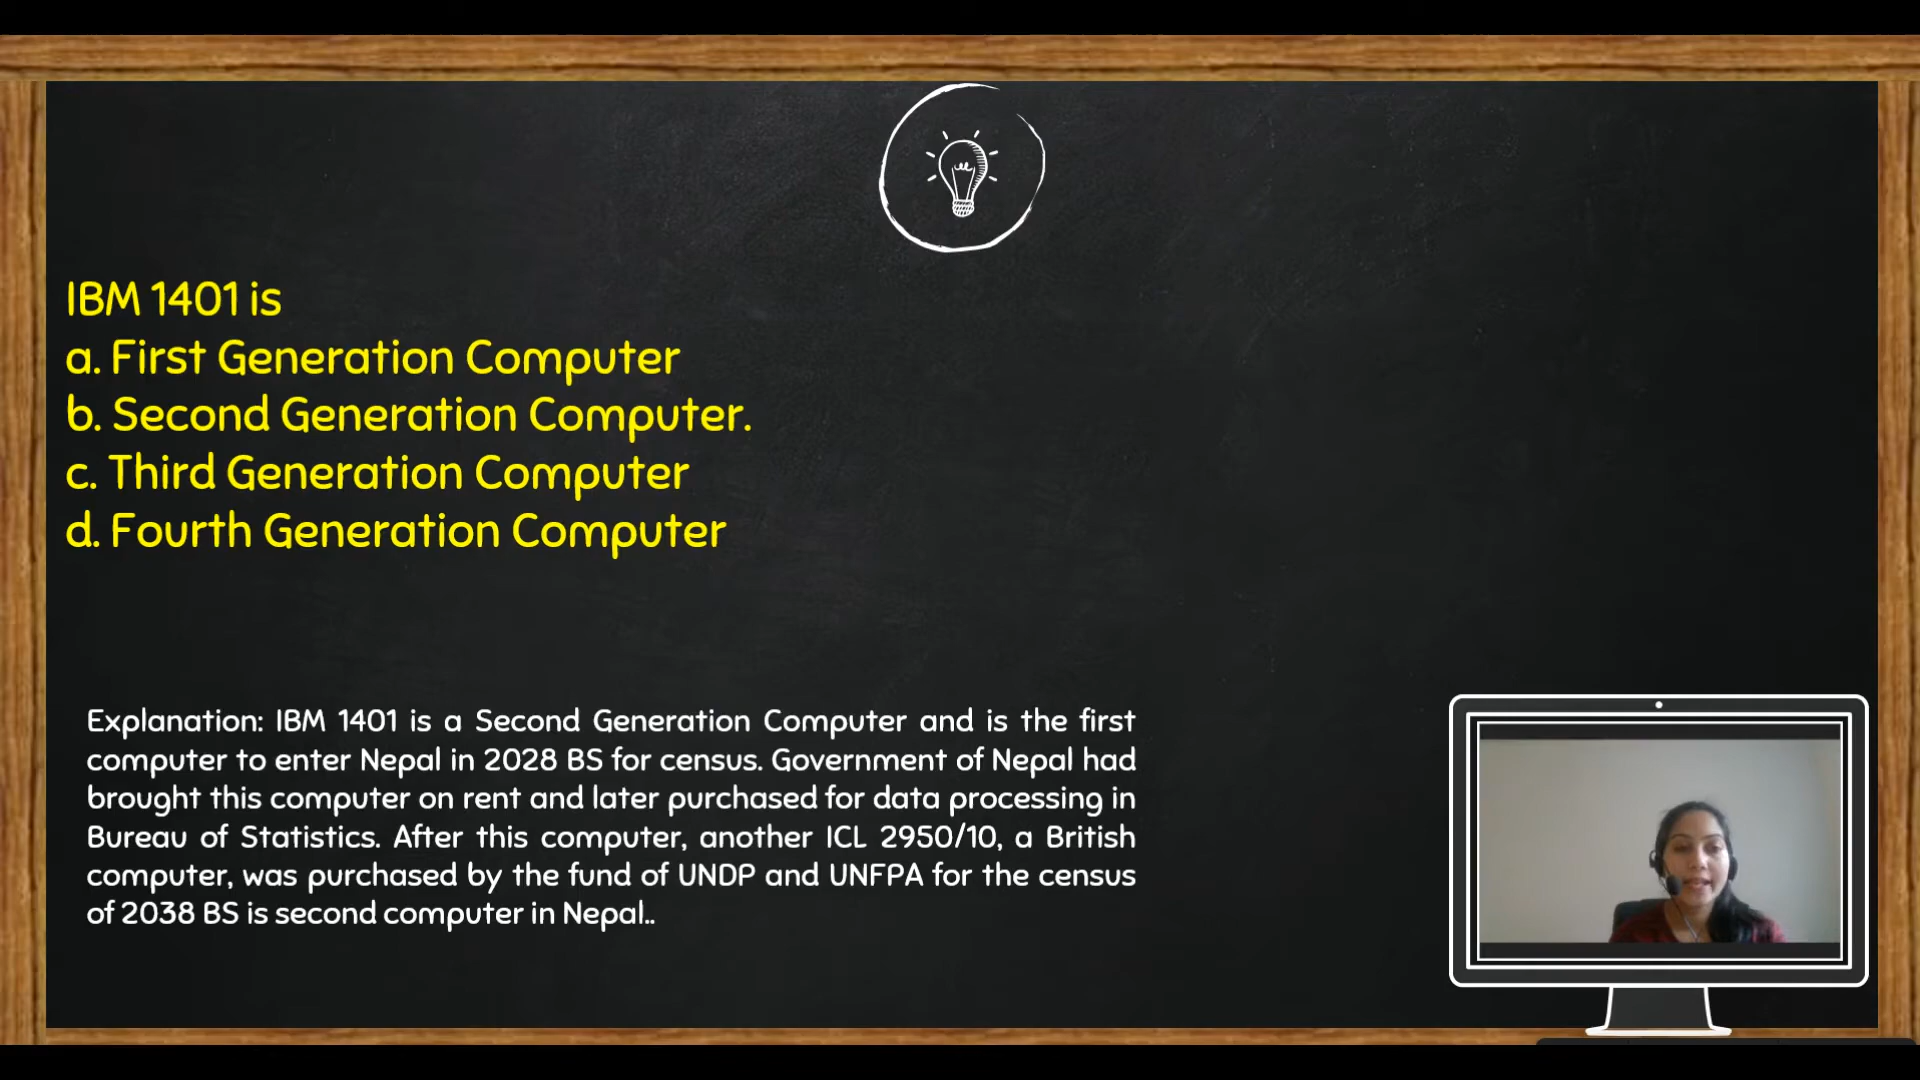 IBM 1401 is
a. First Generation Computer
b. Second Generation Computer.
c. Third Generation Computer
d. Fourth Generation Computer
Explanation: IBM 1401 is a Second Generation Computer and is the first
computer to enter Nepal in 2028 BS for census. Government of Nepal had
brought this computer on rent and later purchased for data processing in
Bureau of Statistics. After this computer, another ICL 2950/10, a British
computer, was purchased by the fund of UNDP and UNFPA for the census
of 2038 BS is second computer in Nepal..